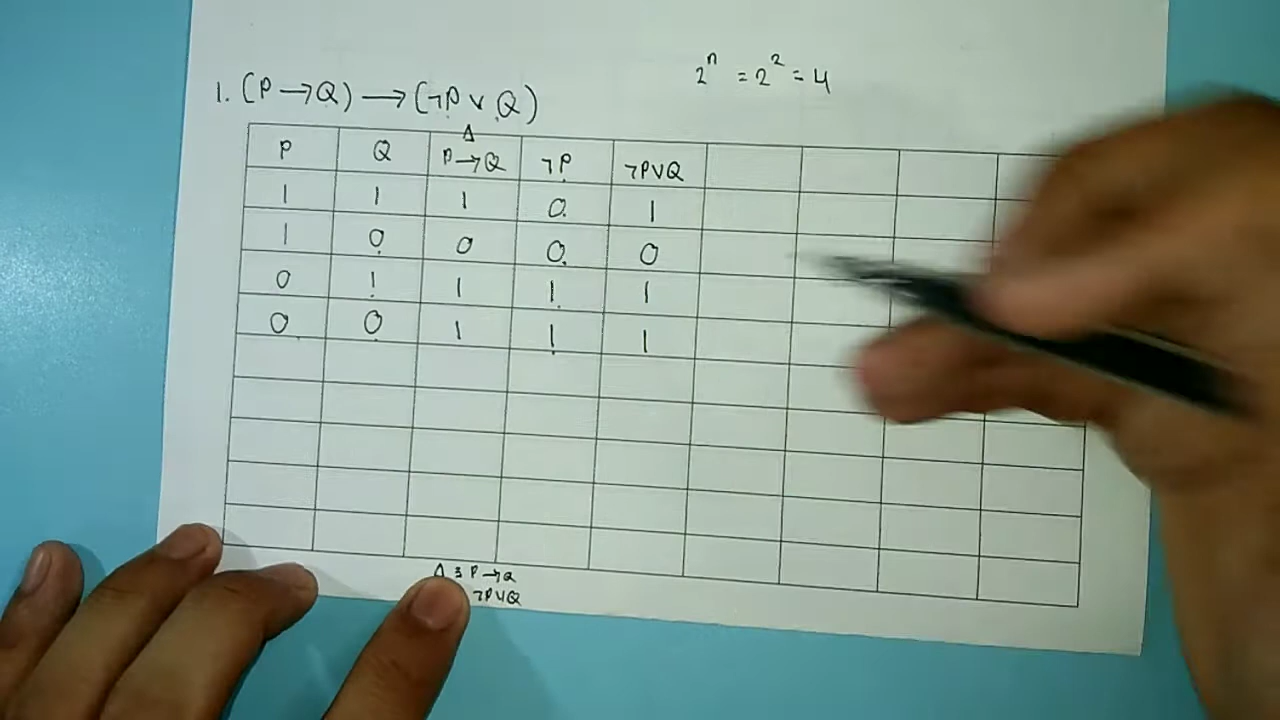 2ⁿ = 2² = 4
1. (P → Q) → (¬P ∨ Q)
Δ
P Q P→Q ¬P ¬P∨Q
1 1 1 0 1
1 0 0 0 0
0 1 1 1 1
0 0 1 1 1
P→Q
¬P∨Q